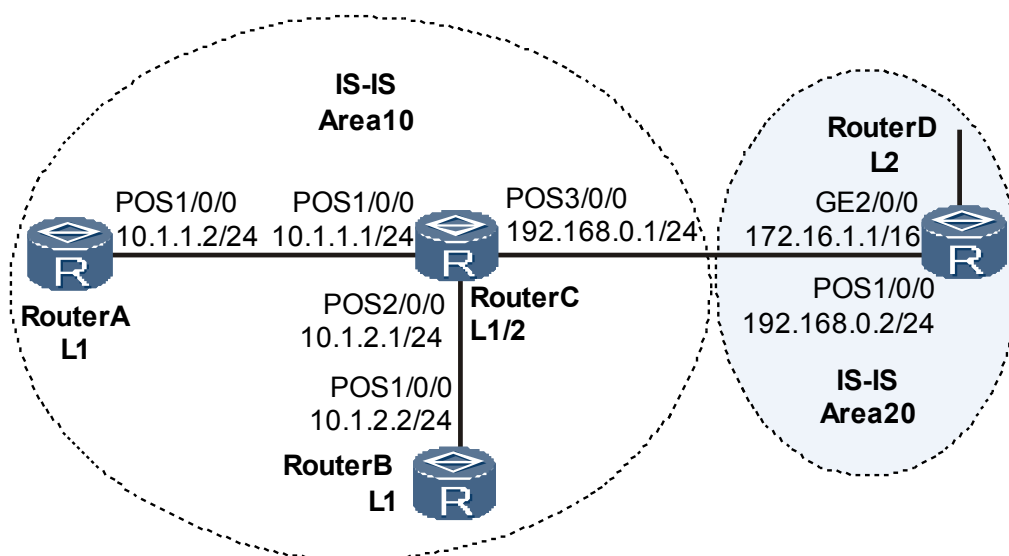 IS-IS
Area10
RouterD
L2
POS1/0/0
10.1.1.2/24
POS1/0/0
10.1.1.1/24
POS3/0/0
192.168.0.1/24
GE2/0/0
172.16.1.1/16
R
RouterA
L1
R
RouterC
L1/2
R
POS2/0/0
10.1.2.1/24
POS1/0/0
192.168.0.2/24
POS1/0/0
10.1.2.2/24
IS-IS
Area20
RouterB
L1
R